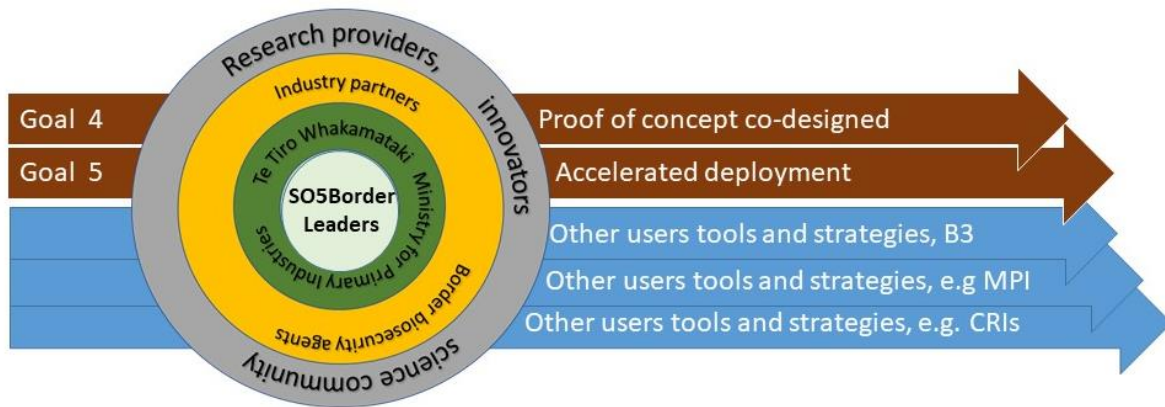 Research providers,
innovators
science community
Industry partners
Border biosecurity agents
Te Tiro Whakamataki
Ministry for Primary Industries
SO5Border
Leaders
Goal 4
Proof of concept co-designed
Goal 5
Accelerated deployment
Other users tools and strategies, B3
Other users tools and strategies, e.g MPI
Other users tools and strategies, e.g. CRIs